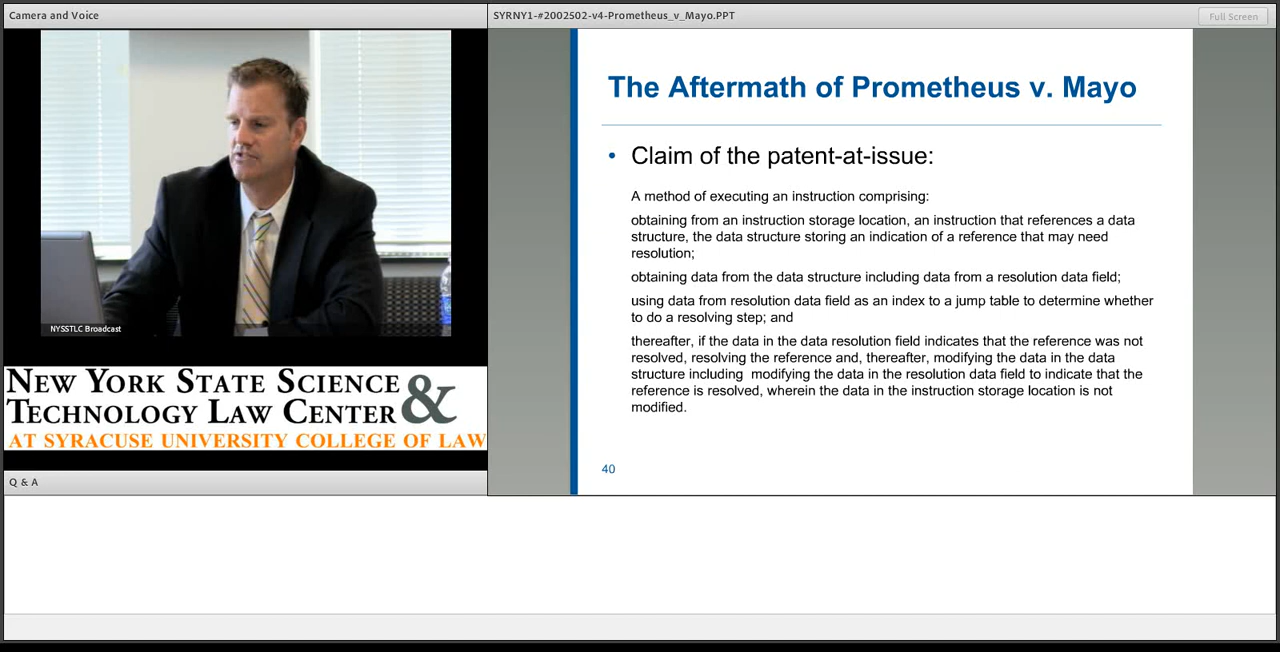 Camera and Voice
NYSSTLC Broadcast
NEW YORK STATE SCIENCE
TECHNOLOGY LAW CENTER &
AT SYRACUSE UNIVERSITY COLLEGE OF LAW
Q & A
SYRNY1-#2002502-v4-Prometheus_v_Mayo.PPT
Full Screen
The Aftermath of Prometheus v. Mayo
• Claim of the patent-at-issue:
A method of executing an instruction comprising:
obtaining from an instruction storage location, an instruction that references a data
structure, the data structure storing an indication of a reference that may need
resolution;
obtaining data from the data structure including data from a resolution data field;
using data from resolution data field as an index to a jump table to determine whether
to do a resolving step; and
thereafter, if the data in the data resolution field indicates that the reference was not
resolved, resolving the reference and, thereafter, modifying the data in the data
structure including modifying the data in the resolution data field to indicate that the
reference is resolved, wherein the data in the instruction storage location is not
modified.
40